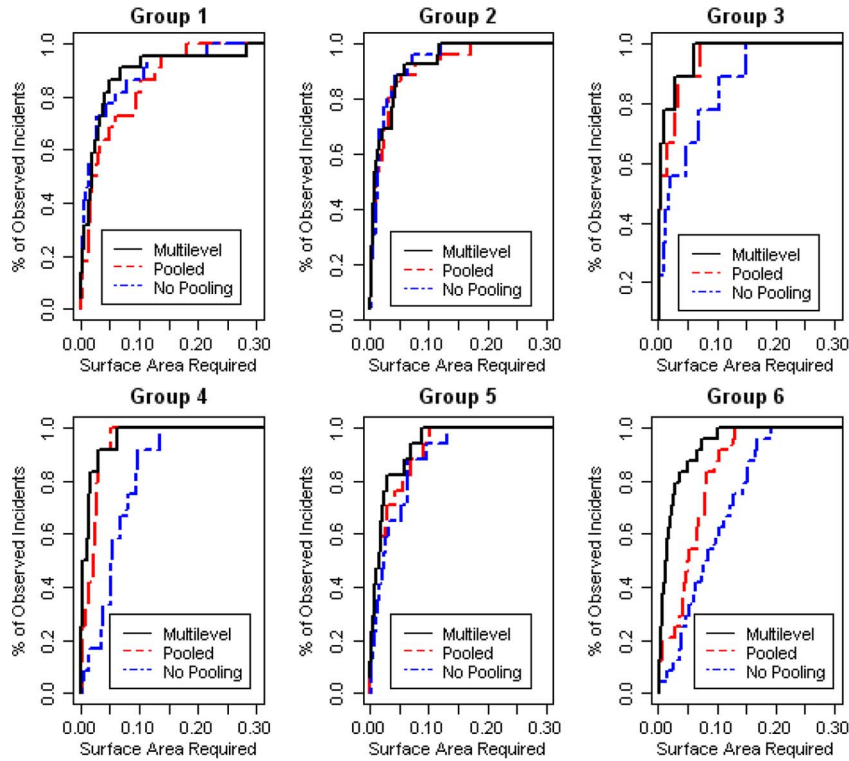 Group 1
% of Observed Incidents
1.0
0.8
0.6
0.4
0.2
0.0
Multilevel
Pooled
No Pooling
0.00 0.10 0.20 0.30
Surface Area Required
Group 2
% of Observed Incidents
1.0
0.8
0.6
0.4
0.2
0.0
Multilevel
Pooled
No Pooling
0.00 0.10 0.20 0.30
Surface Area Required
Group 3
% of Observed Incidents
1.0
0.8
0.6
0.4
0.2
Multilevel
Pooled
No Pooling
0.00 0.10 0.20 0.30
Surface Area Required
Group 4
% of Observed Incidents
1.0
0.8
0.6
0.4
0.2
0.0
Multilevel
Pooled
No Pooling
0.00 0.10 0.20 0.30
Surface Area Required
Group 5
% of Observed Incidents
1.0
0.8
0.6
0.4
0.2
0.0
Multilevel
Pooled
No Pooling
0.00 0.10 0.20 0.30
Surface Area Required
Group 6
% of Observed Incidents
1.0
0.8
0.6
0.4
0.2
0.0
Multilevel
Pooled
No Pooling
0.00 0.10 0.20 0.30
Surface Area Required